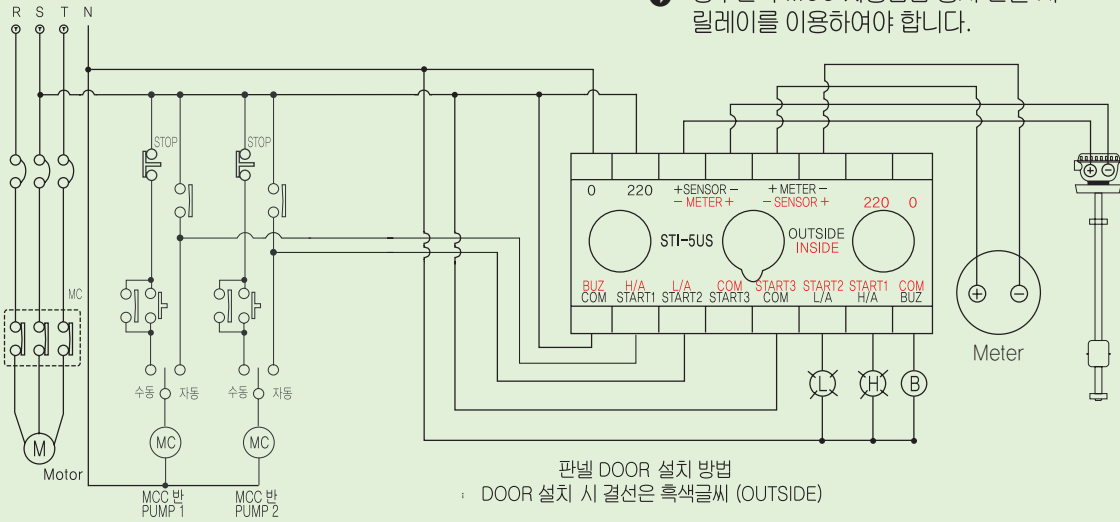 R S T N
릴레이를 이용하여야 합니다.
STOP
STOP
0 220 +SENSOR- +METER-
-METER+ -SENSOR+ 220 0
STI-5US OUTSIDE
INSIDE
BUZ H/A L/A COM START3 START2 START1 COM
COM START1 START2 START3 COM L/A H/A BUZ
MC
+ -
Meter
수동 자동 수동 자동
L H B
MC MC
M
Motor
MCC 반
PUMP 1
MCC 반
PUMP 2
판넬 DOOR 설치 방법
: DOOR 설치 시 결선은 흑색글씨 (OUTSIDE)